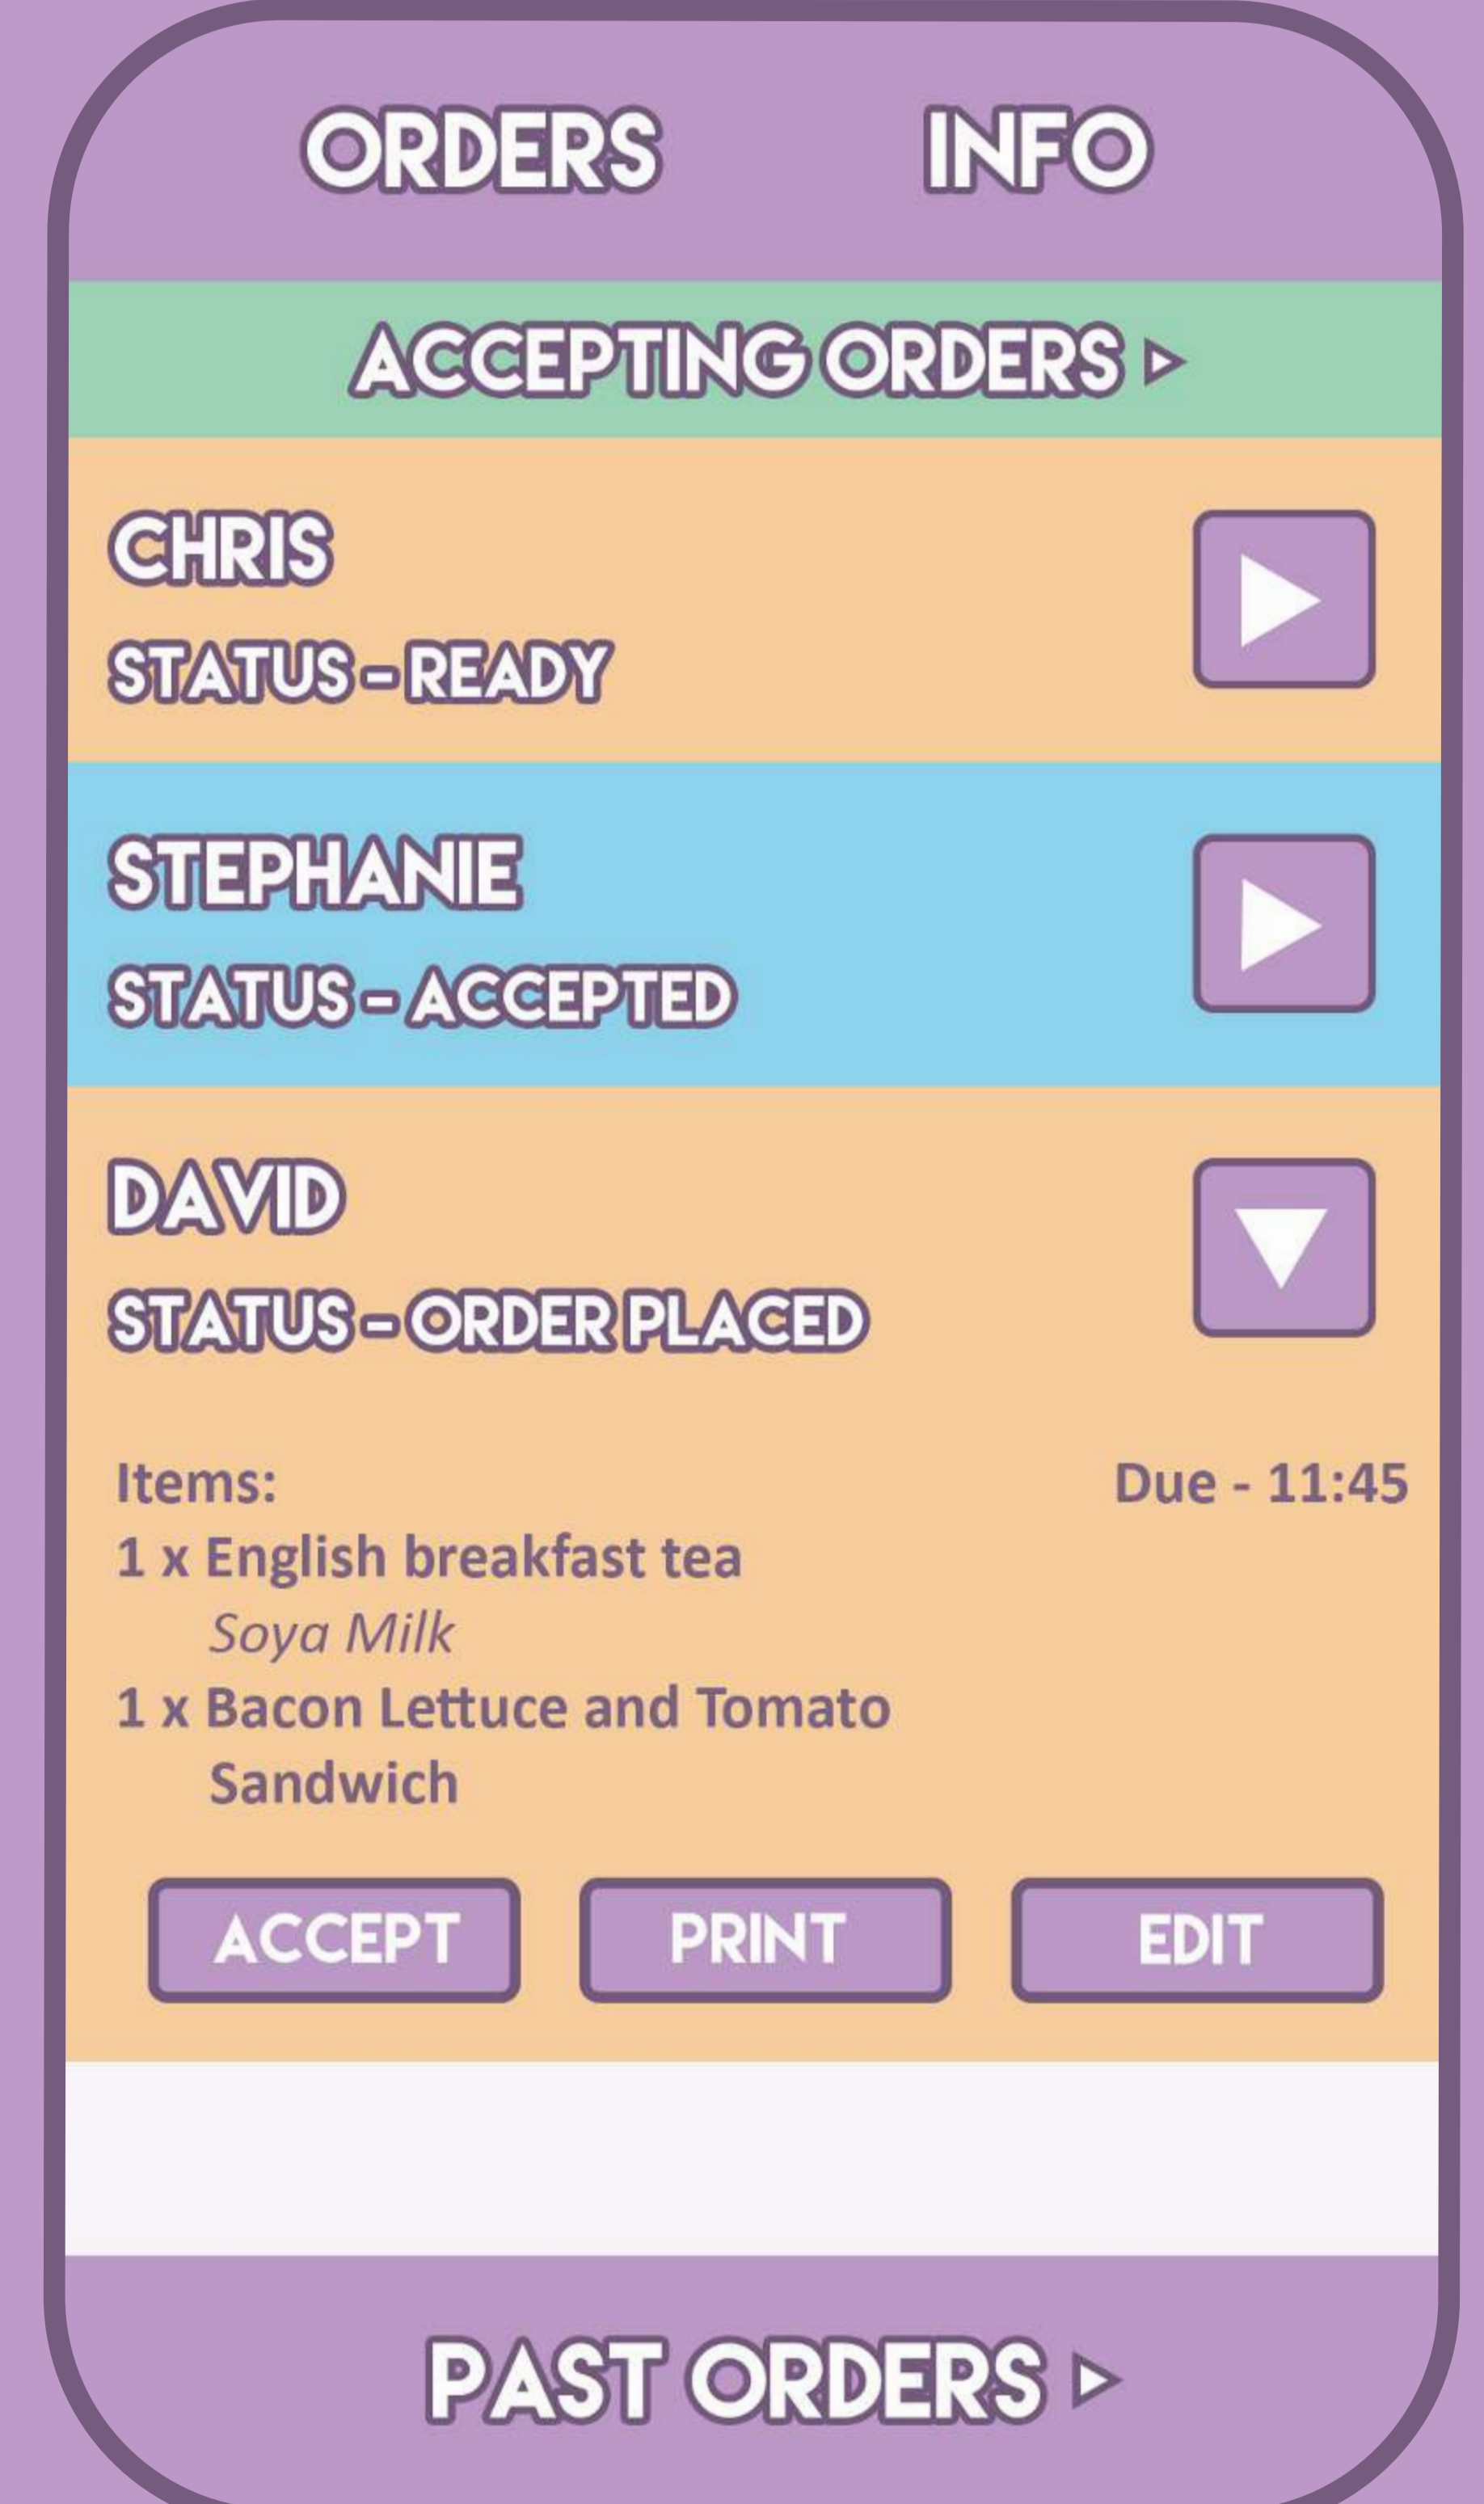 ORDERS INFO
ACCEPTING ORDERS
CHRIS
STATUS - READY
STEPHANIE
STATUS - ACCEPTED
DAVID
STATUS - ORDER PLACED
Items: Due - 11:45
1 x English breakfast tea
Soya Milk
1 x Bacon Lettuce and Tomato
Sandwich
ACCEPT PRINT EDIT
PAST ORDERS